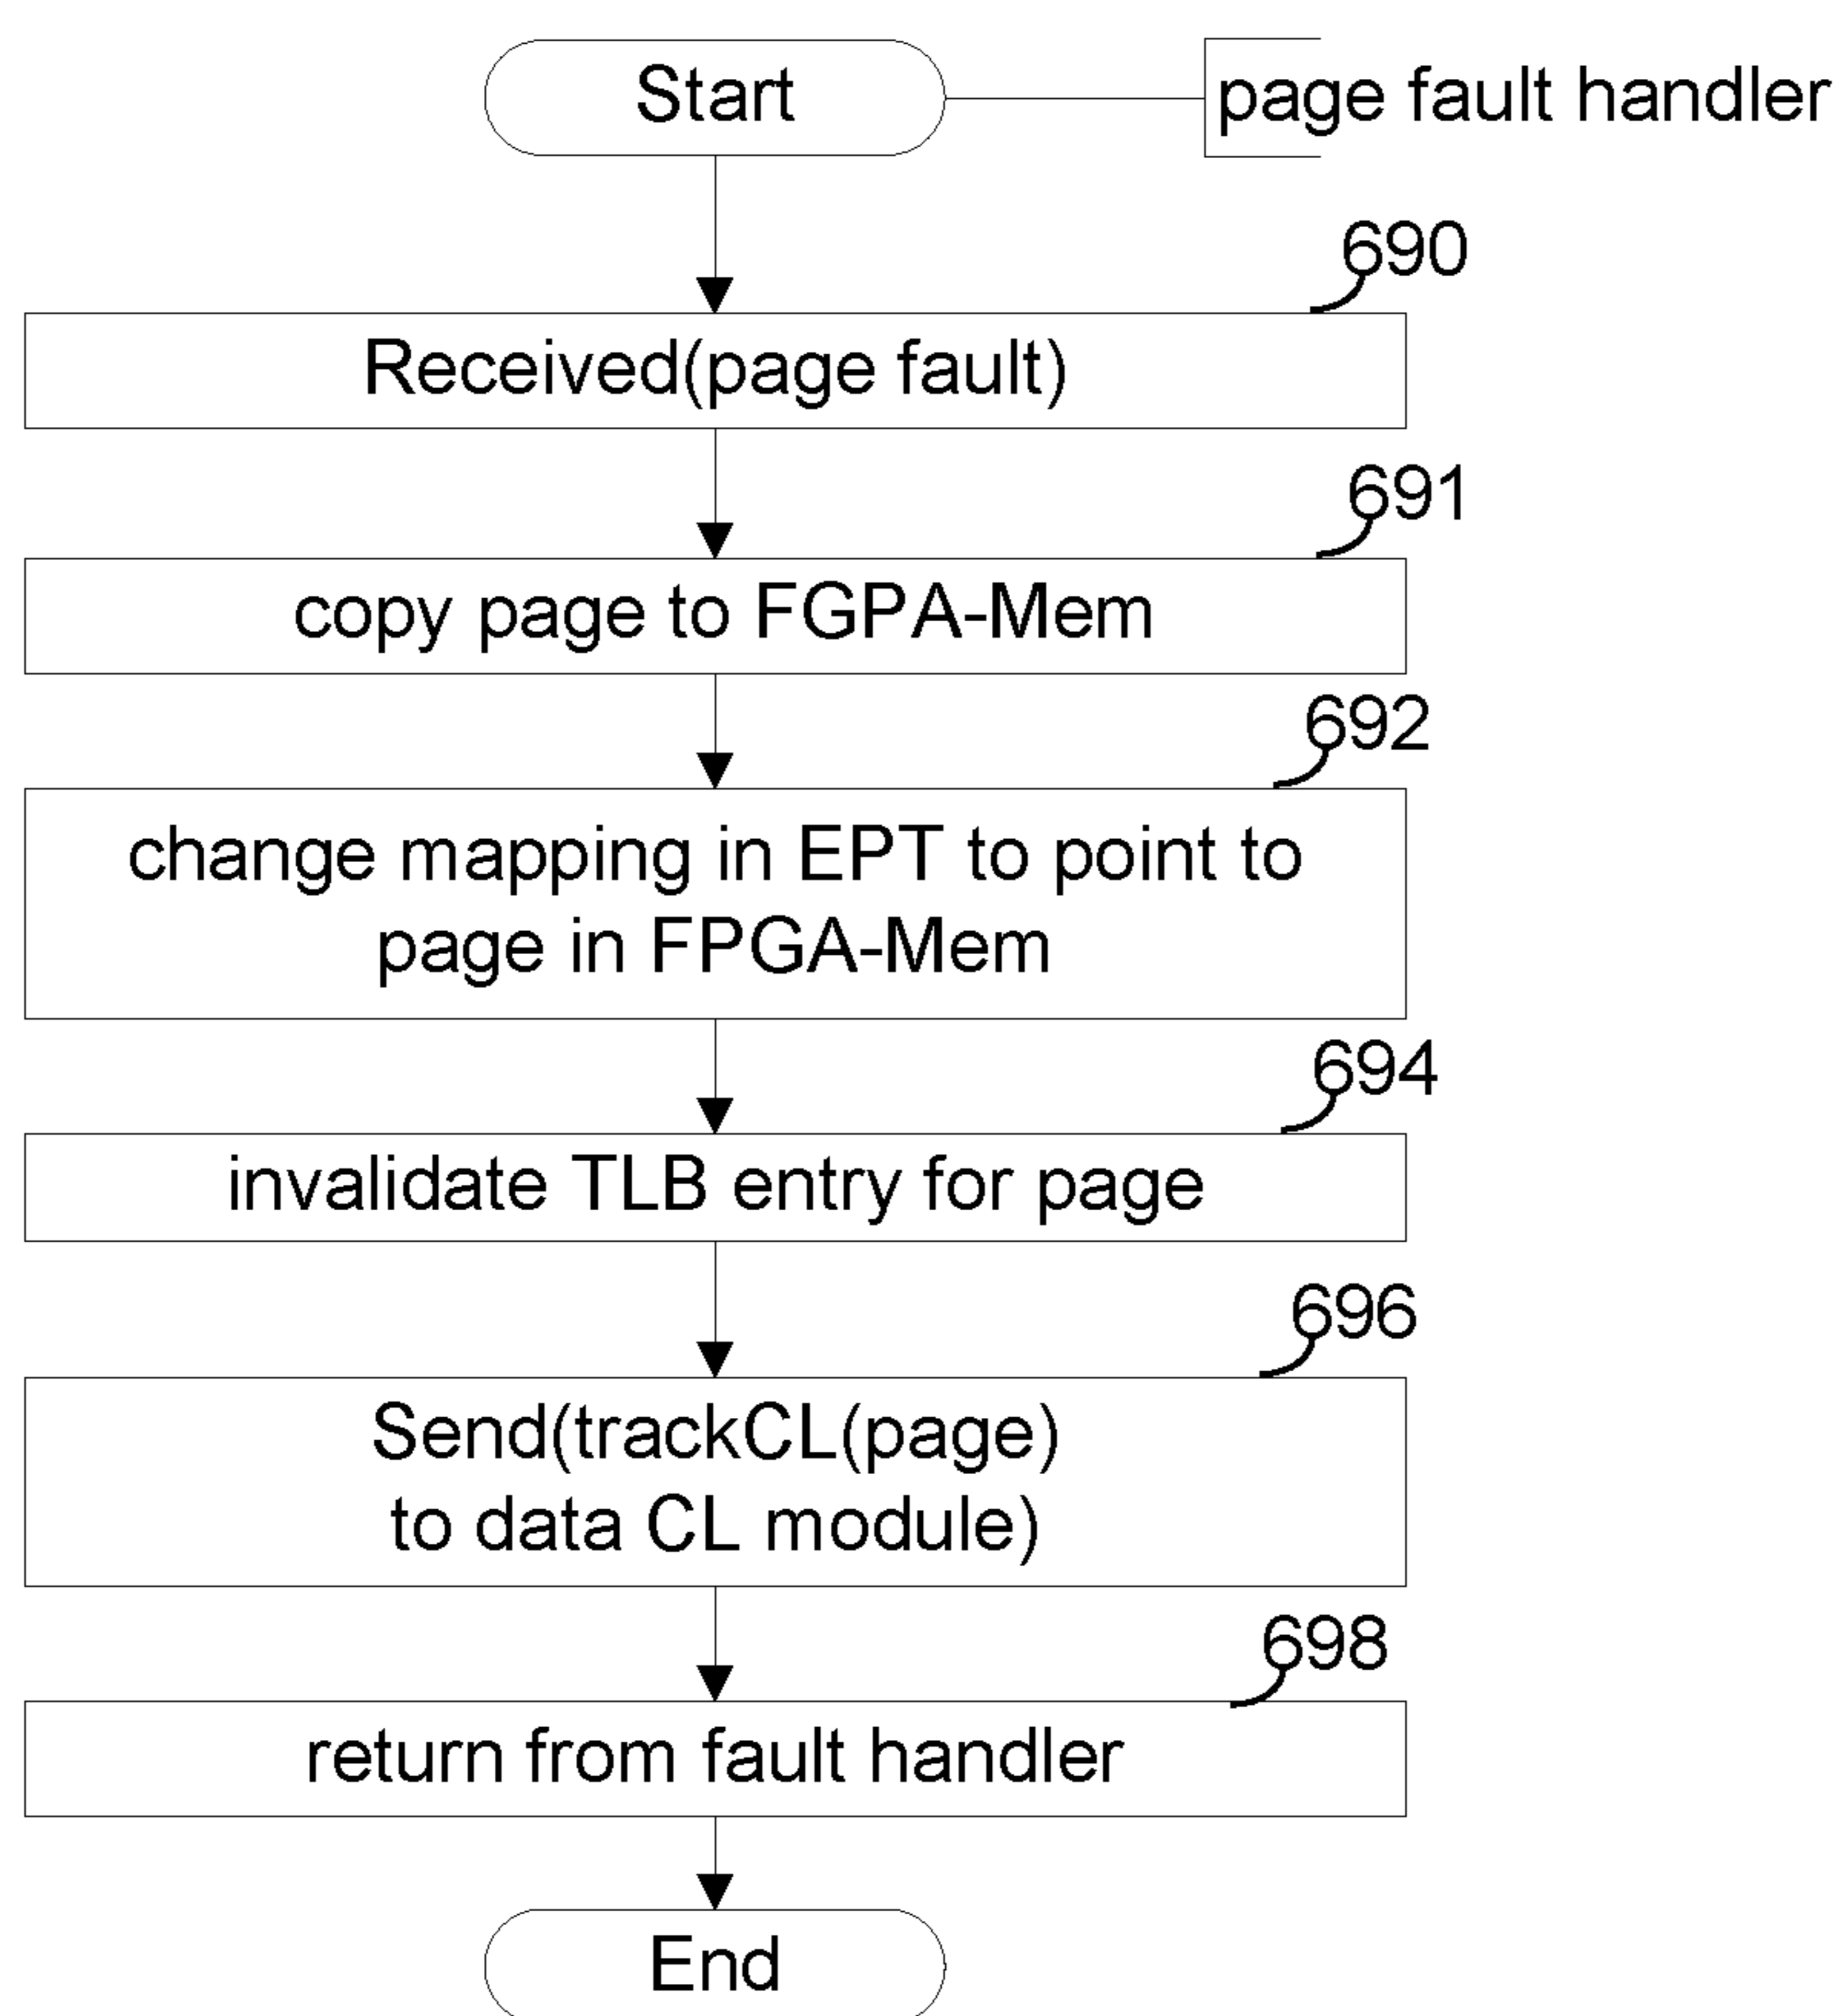 Start
page fault handler
690
Received(page fault)
691
copy page to FGPA-Mem
692
change mapping in EPT to point to
page in FPGA-Mem
694
invalidate TLB entry for page
696
Send(trackCL(page)
to data CL module)
698
return from fault handler
End